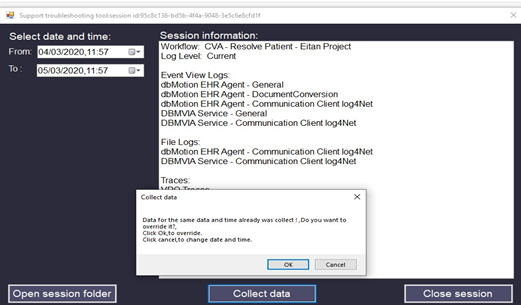 Support troubleshooting tool:session id:95c8c136-bd5b-4f4a-9048-3e5c6e8cfd1f
Select date and time:
From: 04/03/2020,11:57
To : 05/03/2020,11:57
Session information:
Workflow: CVA - Resolve Patient - Eitan Project
Log Level: Current
Event View Logs:
dbMotion EHR Agent - General
dbMotion EHR Agent - DocumentConversion
dbMotion EHR Agent - Communication Client log4Net
DBMVIA Service - General
DBMVIA Service - Communication Client log4Net
File Logs:
dbMotion EHR Agent - Communication Client log4Net
DBMVIA Service - Communication Client log4Net
Traces:
Collect data
Data for the same data and time already was collect ! ,Do you want to
override it?,
Click Ok,to override.
Click cancel,to change date and time.
OK
Cancel
Open session folder
Collect data
Close session